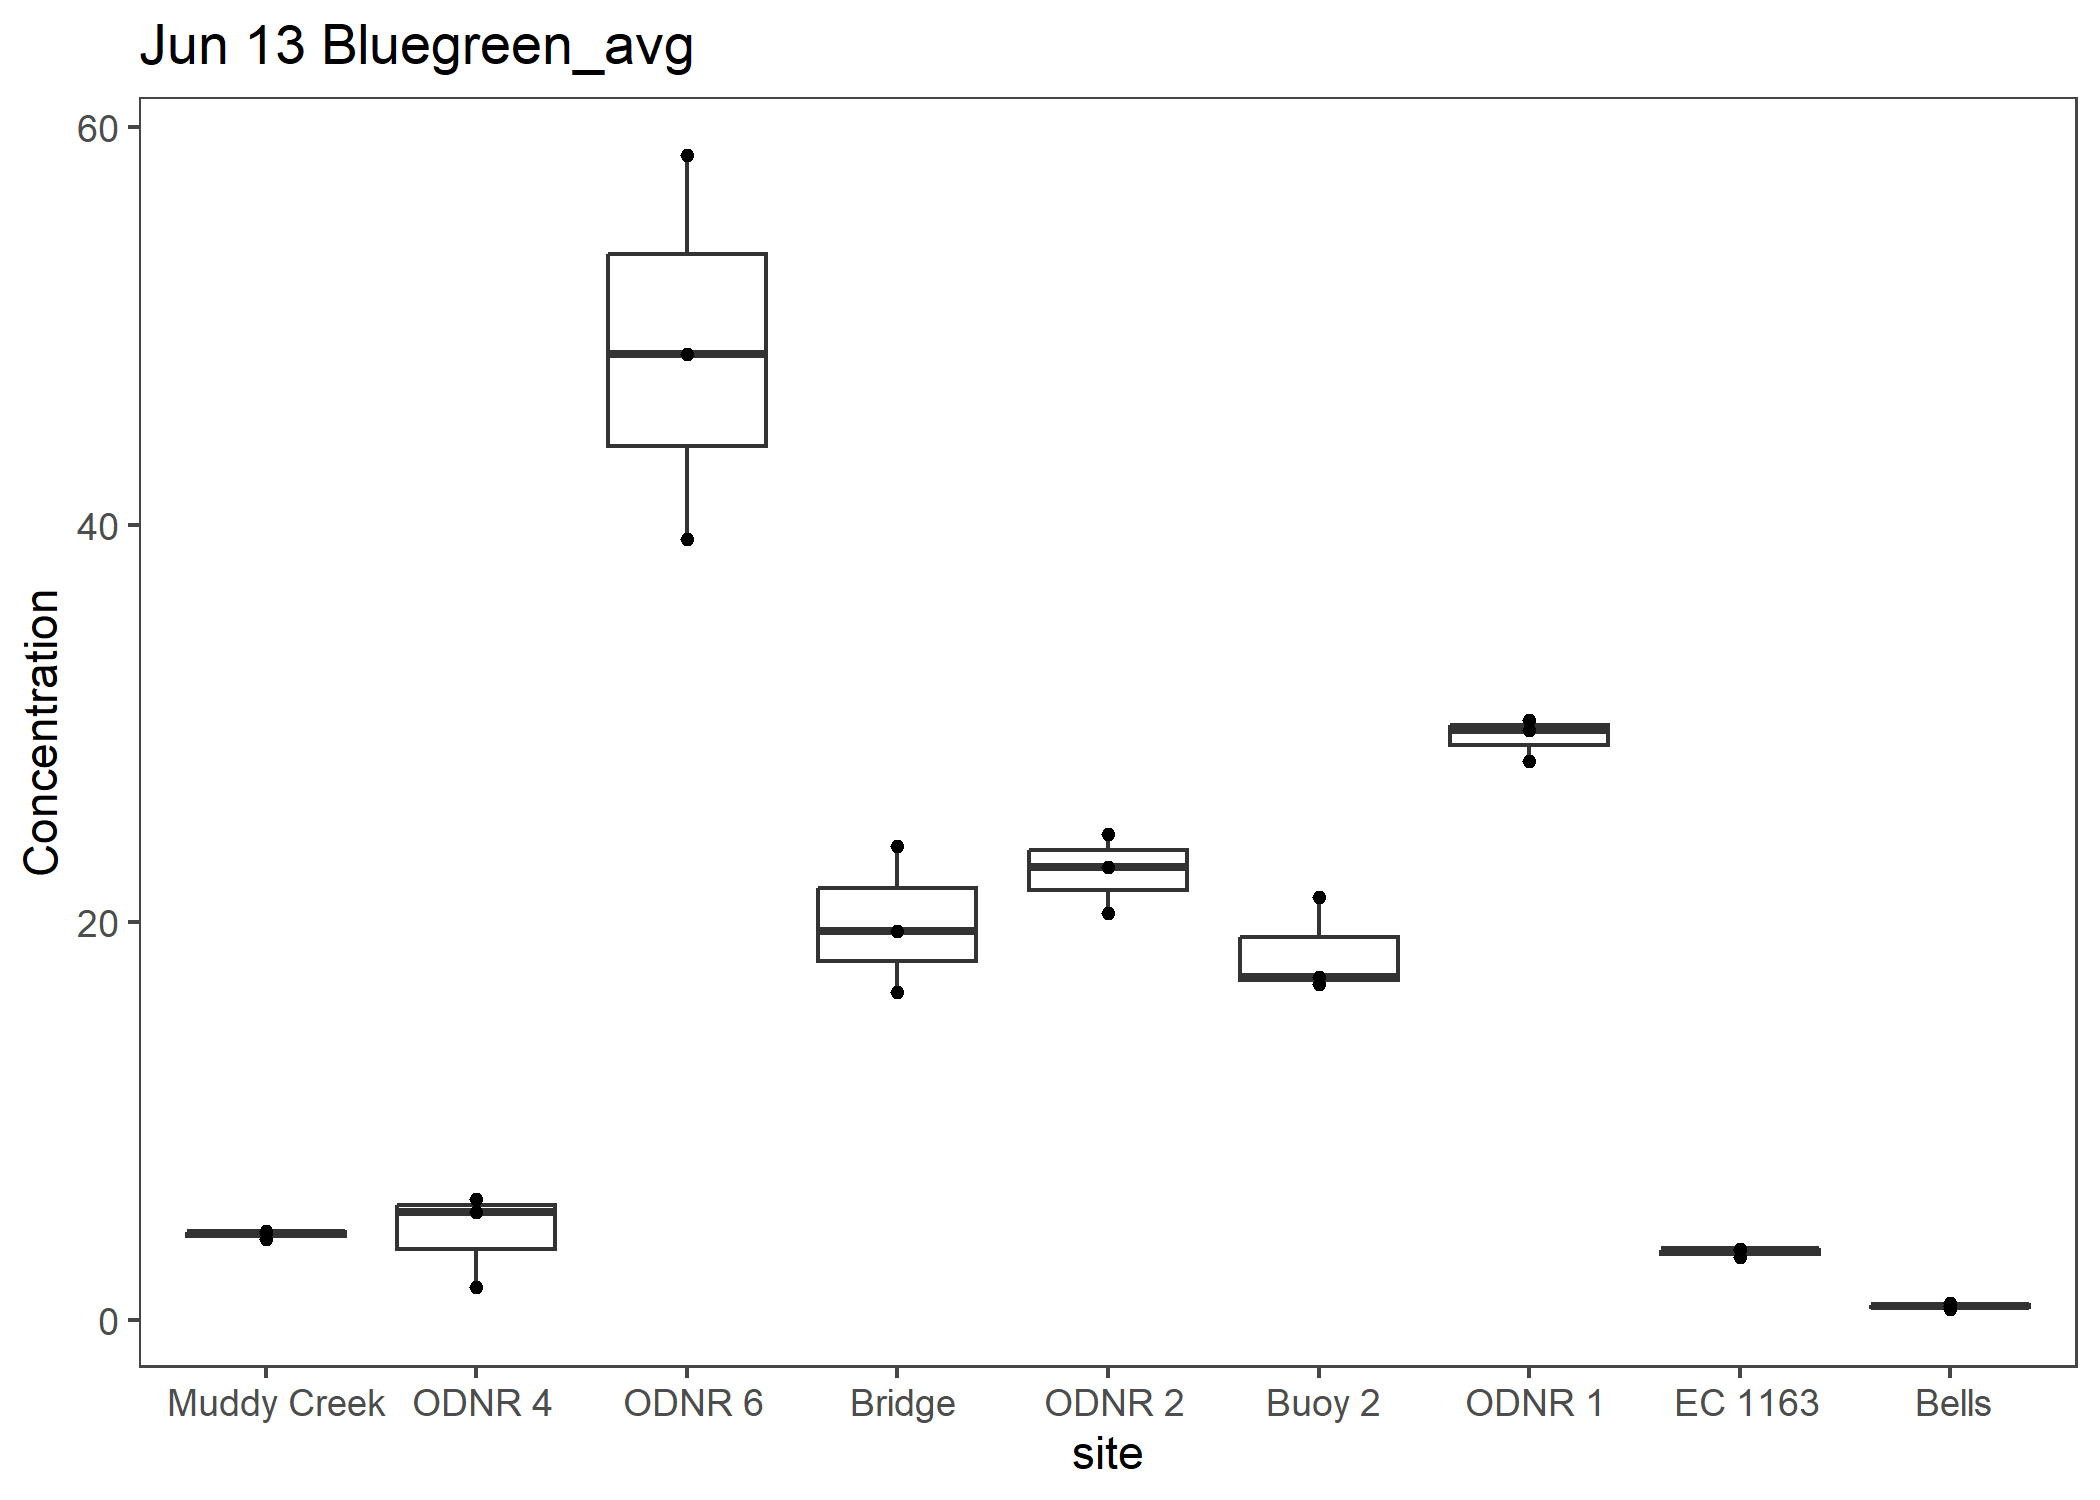 Jun 13 Bluegreen_avg
Concentration
60
40
20
0
Muddy Creek ODNR 4 ODNR 6 Bridge ODNR 2 Buoy 2 ODNR 1 EC 1163 Bells
site